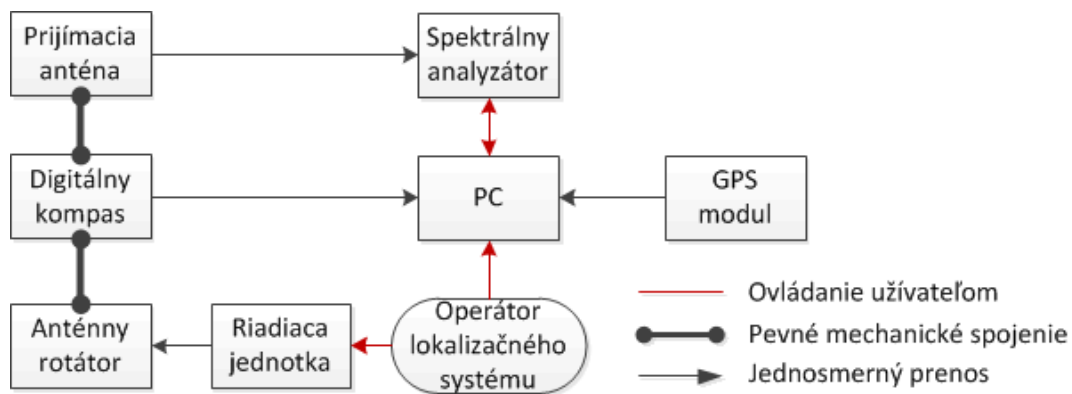 Prijímacia
anténa
Spektrálny
analyzátor
Digitálny
kompas
PC
GPS
modul
Anténny
rotátor
Riadiaca
jednotka
Operátor
lokalizačného
systému
Ovládanie užívateľom
Pevné mechanické spojenie
Jednosmerný prenos